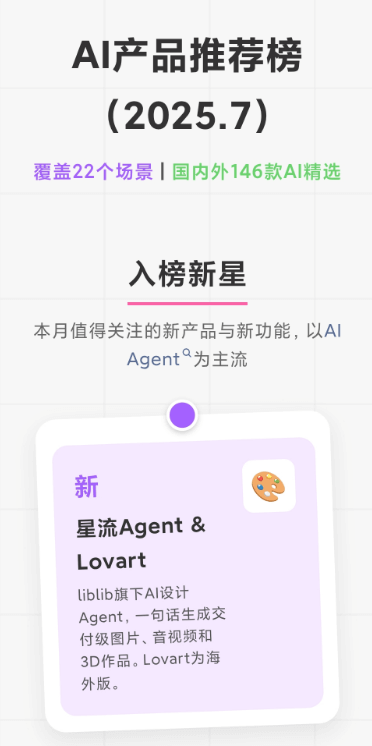 AI产品推荐榜
（2025.7）
覆盖22个场景 | 国内外146款AI精选
入榜新星
本月值得关注的新产品与新功能，以AI
Agent为主流
新
星流Agent &
Lovart
liblib旗下AI设计
Agent，一句话生成交
付级图片、音视频和
3D作品。Lovart为海
外版。